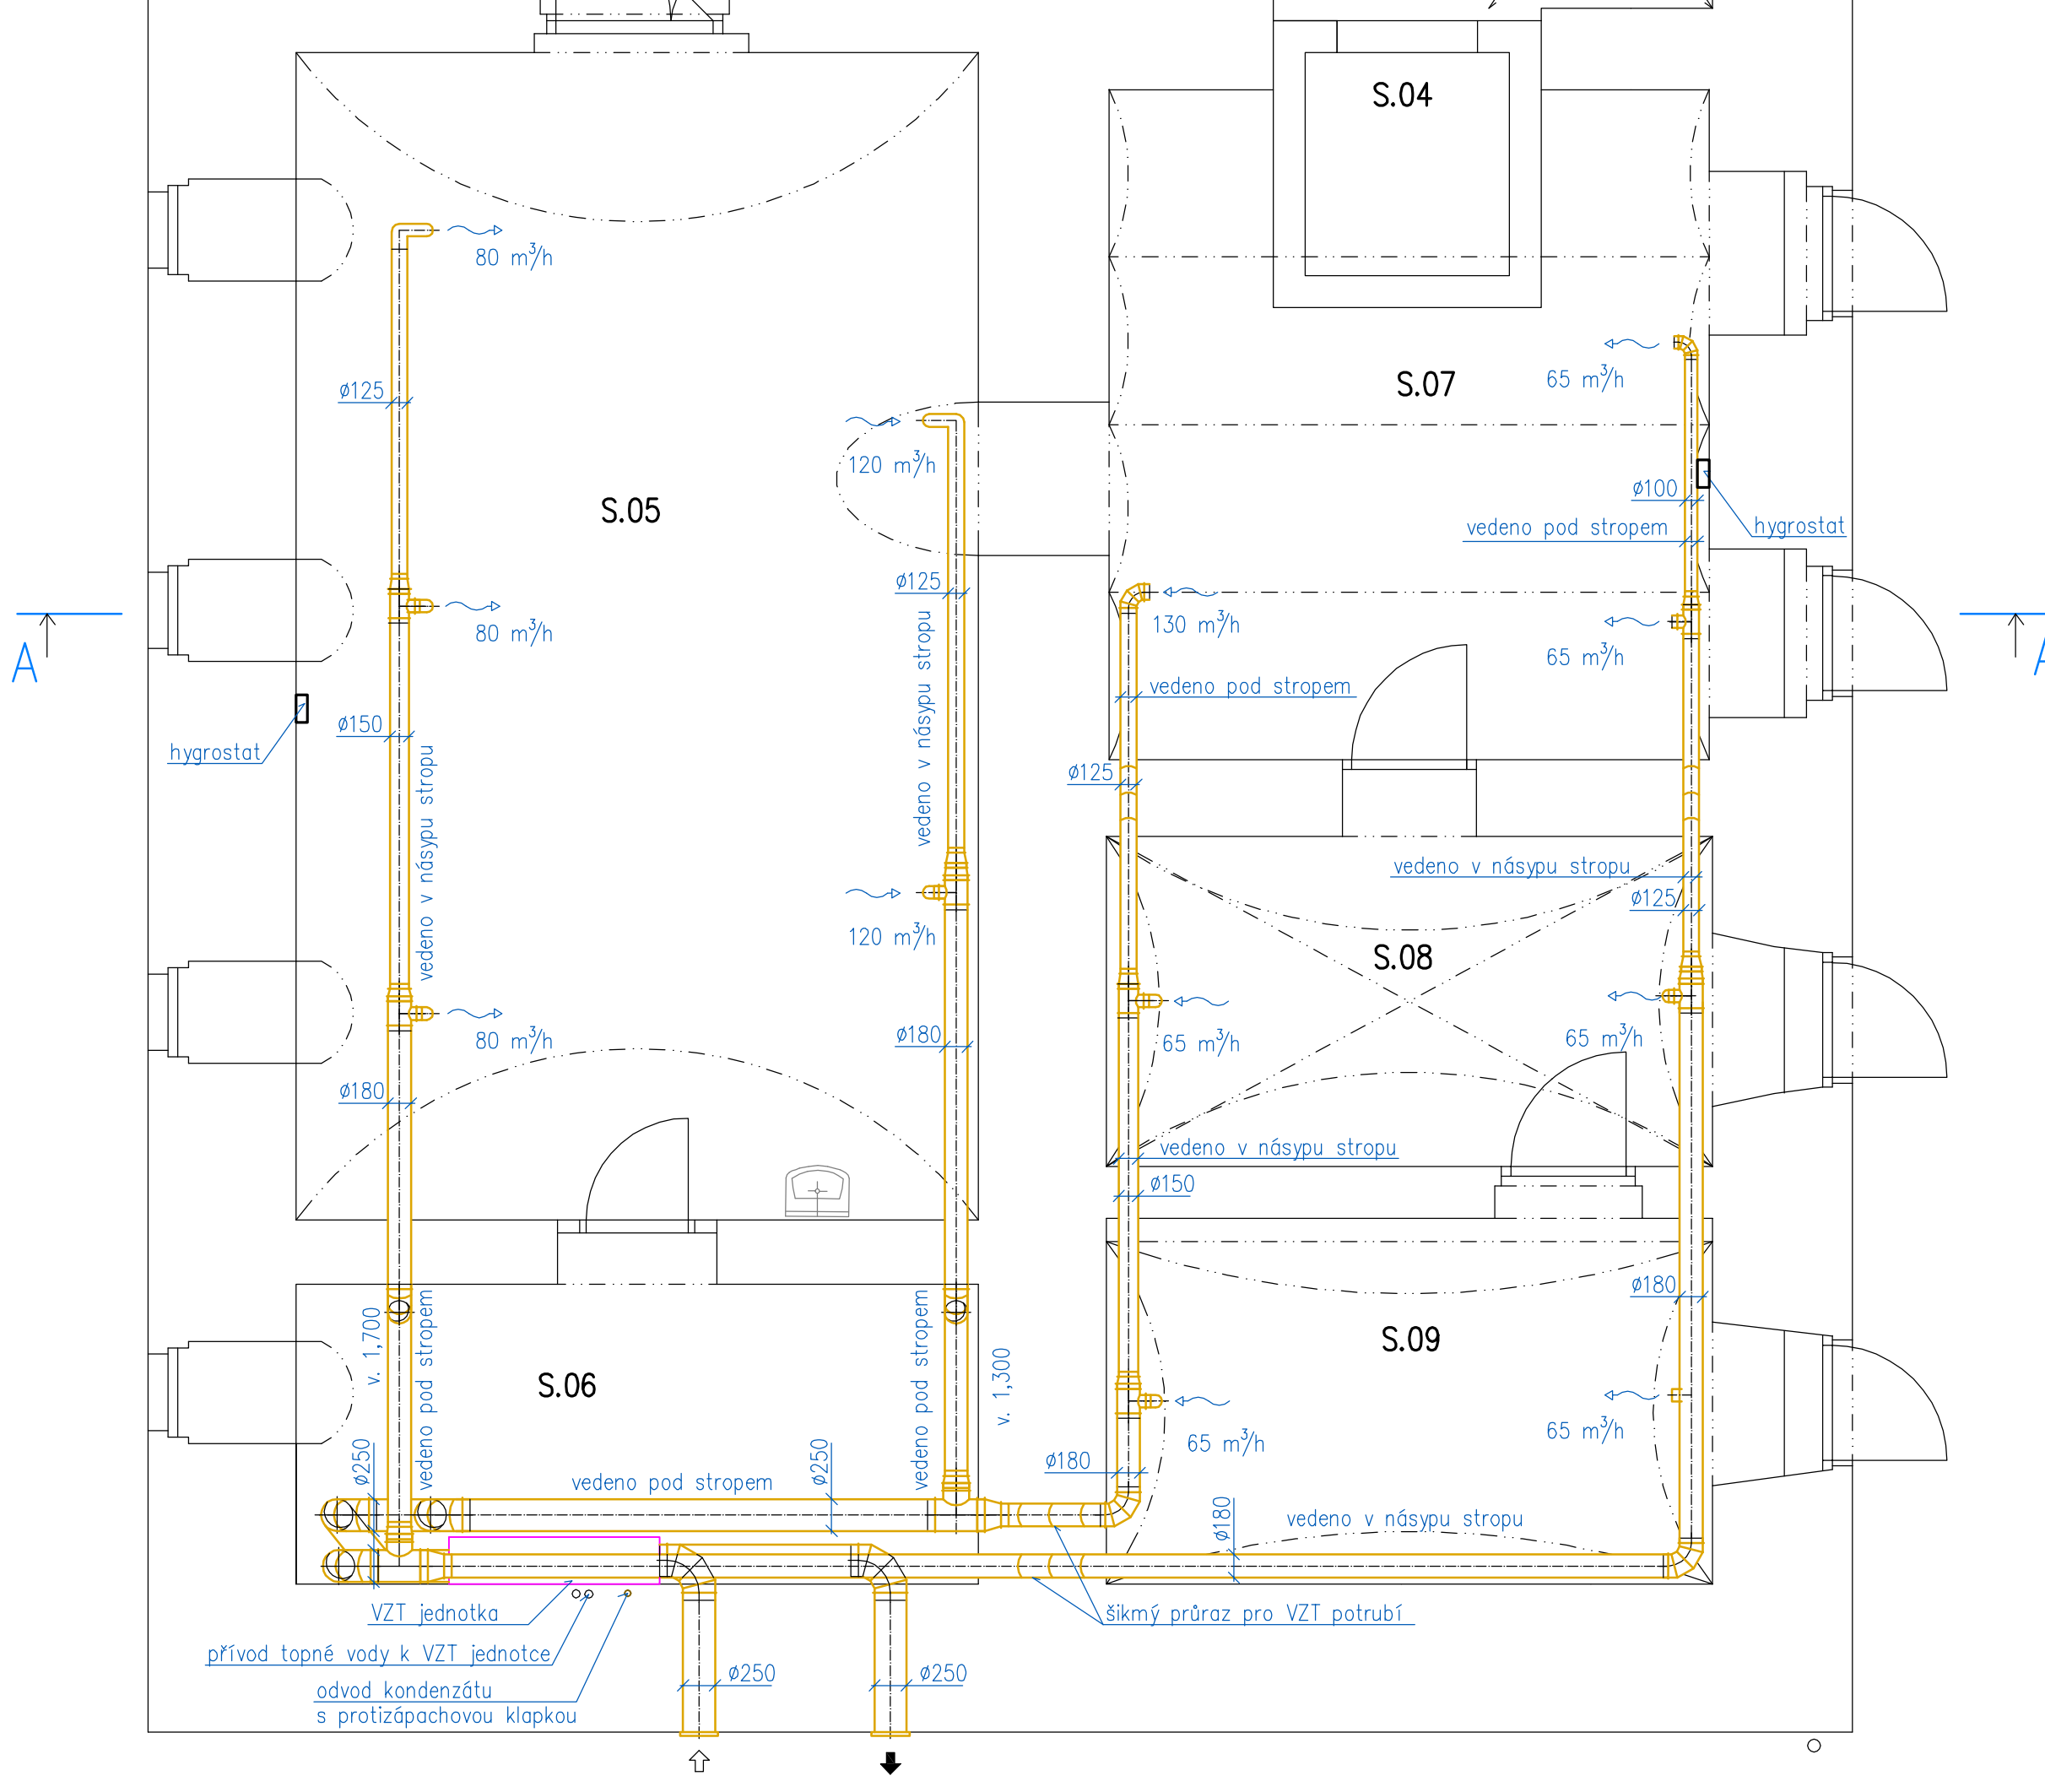 S.04
80 m³/h
65 m³/h
S.07
ø125
120 m³/h
ø100
S.05
vedeno pod stropem
hygrostat
ø125
80 m³/h
130 m³/h
65 m³/h
A
A
vedeno v násypu stropu
vedeno pod stropem
ø150
hygrostat
vedeno v násypu stropu
ø125
vedeno v násypu stropu
ø125
120 m³/h
S.08
80 m³/h
ø180
65 m³/h
65 m³/h
ø180
vedeno v násypu stropu
ø150
ø180
v. 1,700
vedeno pod stropem
vedeno pod stropem
v. 1,300
S.09
S.06
65 m³/h
65 m³/h
ø250
vedeno pod stropem
ø250
ø180
ø180
vedeno v násypu stropu
VZT jednotka
šikmý průraz pro VZT potrubí
přívod topné vody k VZT jednotce
ø250
ø250
odvod kondenzátu
s protizápachovou klapkou